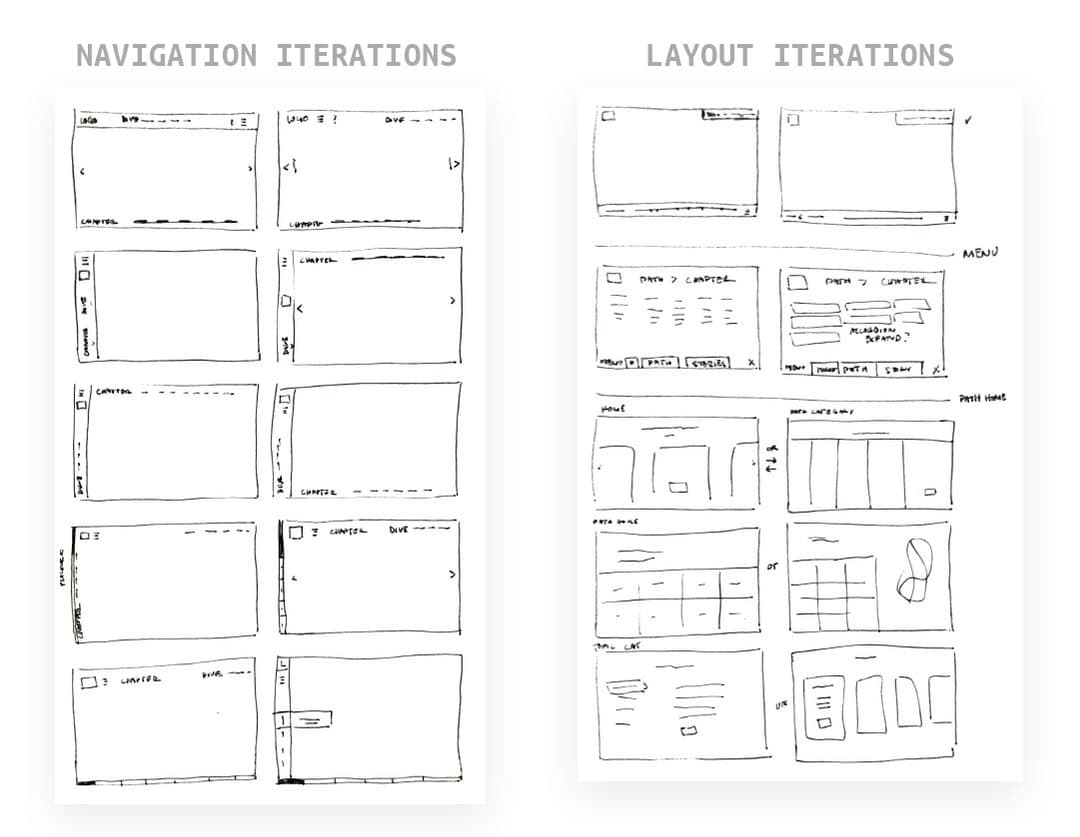 NAVIGATION ITERATIONS
LOGO DIVE ?
CHAPTER
WHO ? DIVE
CHAPTER
CHAPTER DIVE
CHAPTER
DIVE
CHAPTER
DIVE
DIVE
CHAPTER
CHAPTER
CHAPTER DIVE
CHAPTER DIVE
LAYOUT ITERATIONS
MENU
PATH > CHAPTER
MENU PATH STORIES X
PATH > CHAPTER
ACCORDION
EXPAND?
MENU PATH STORY X
PATH HOME
HOME
OR
PATH CATEGORY
PATH HOME
OR
OR